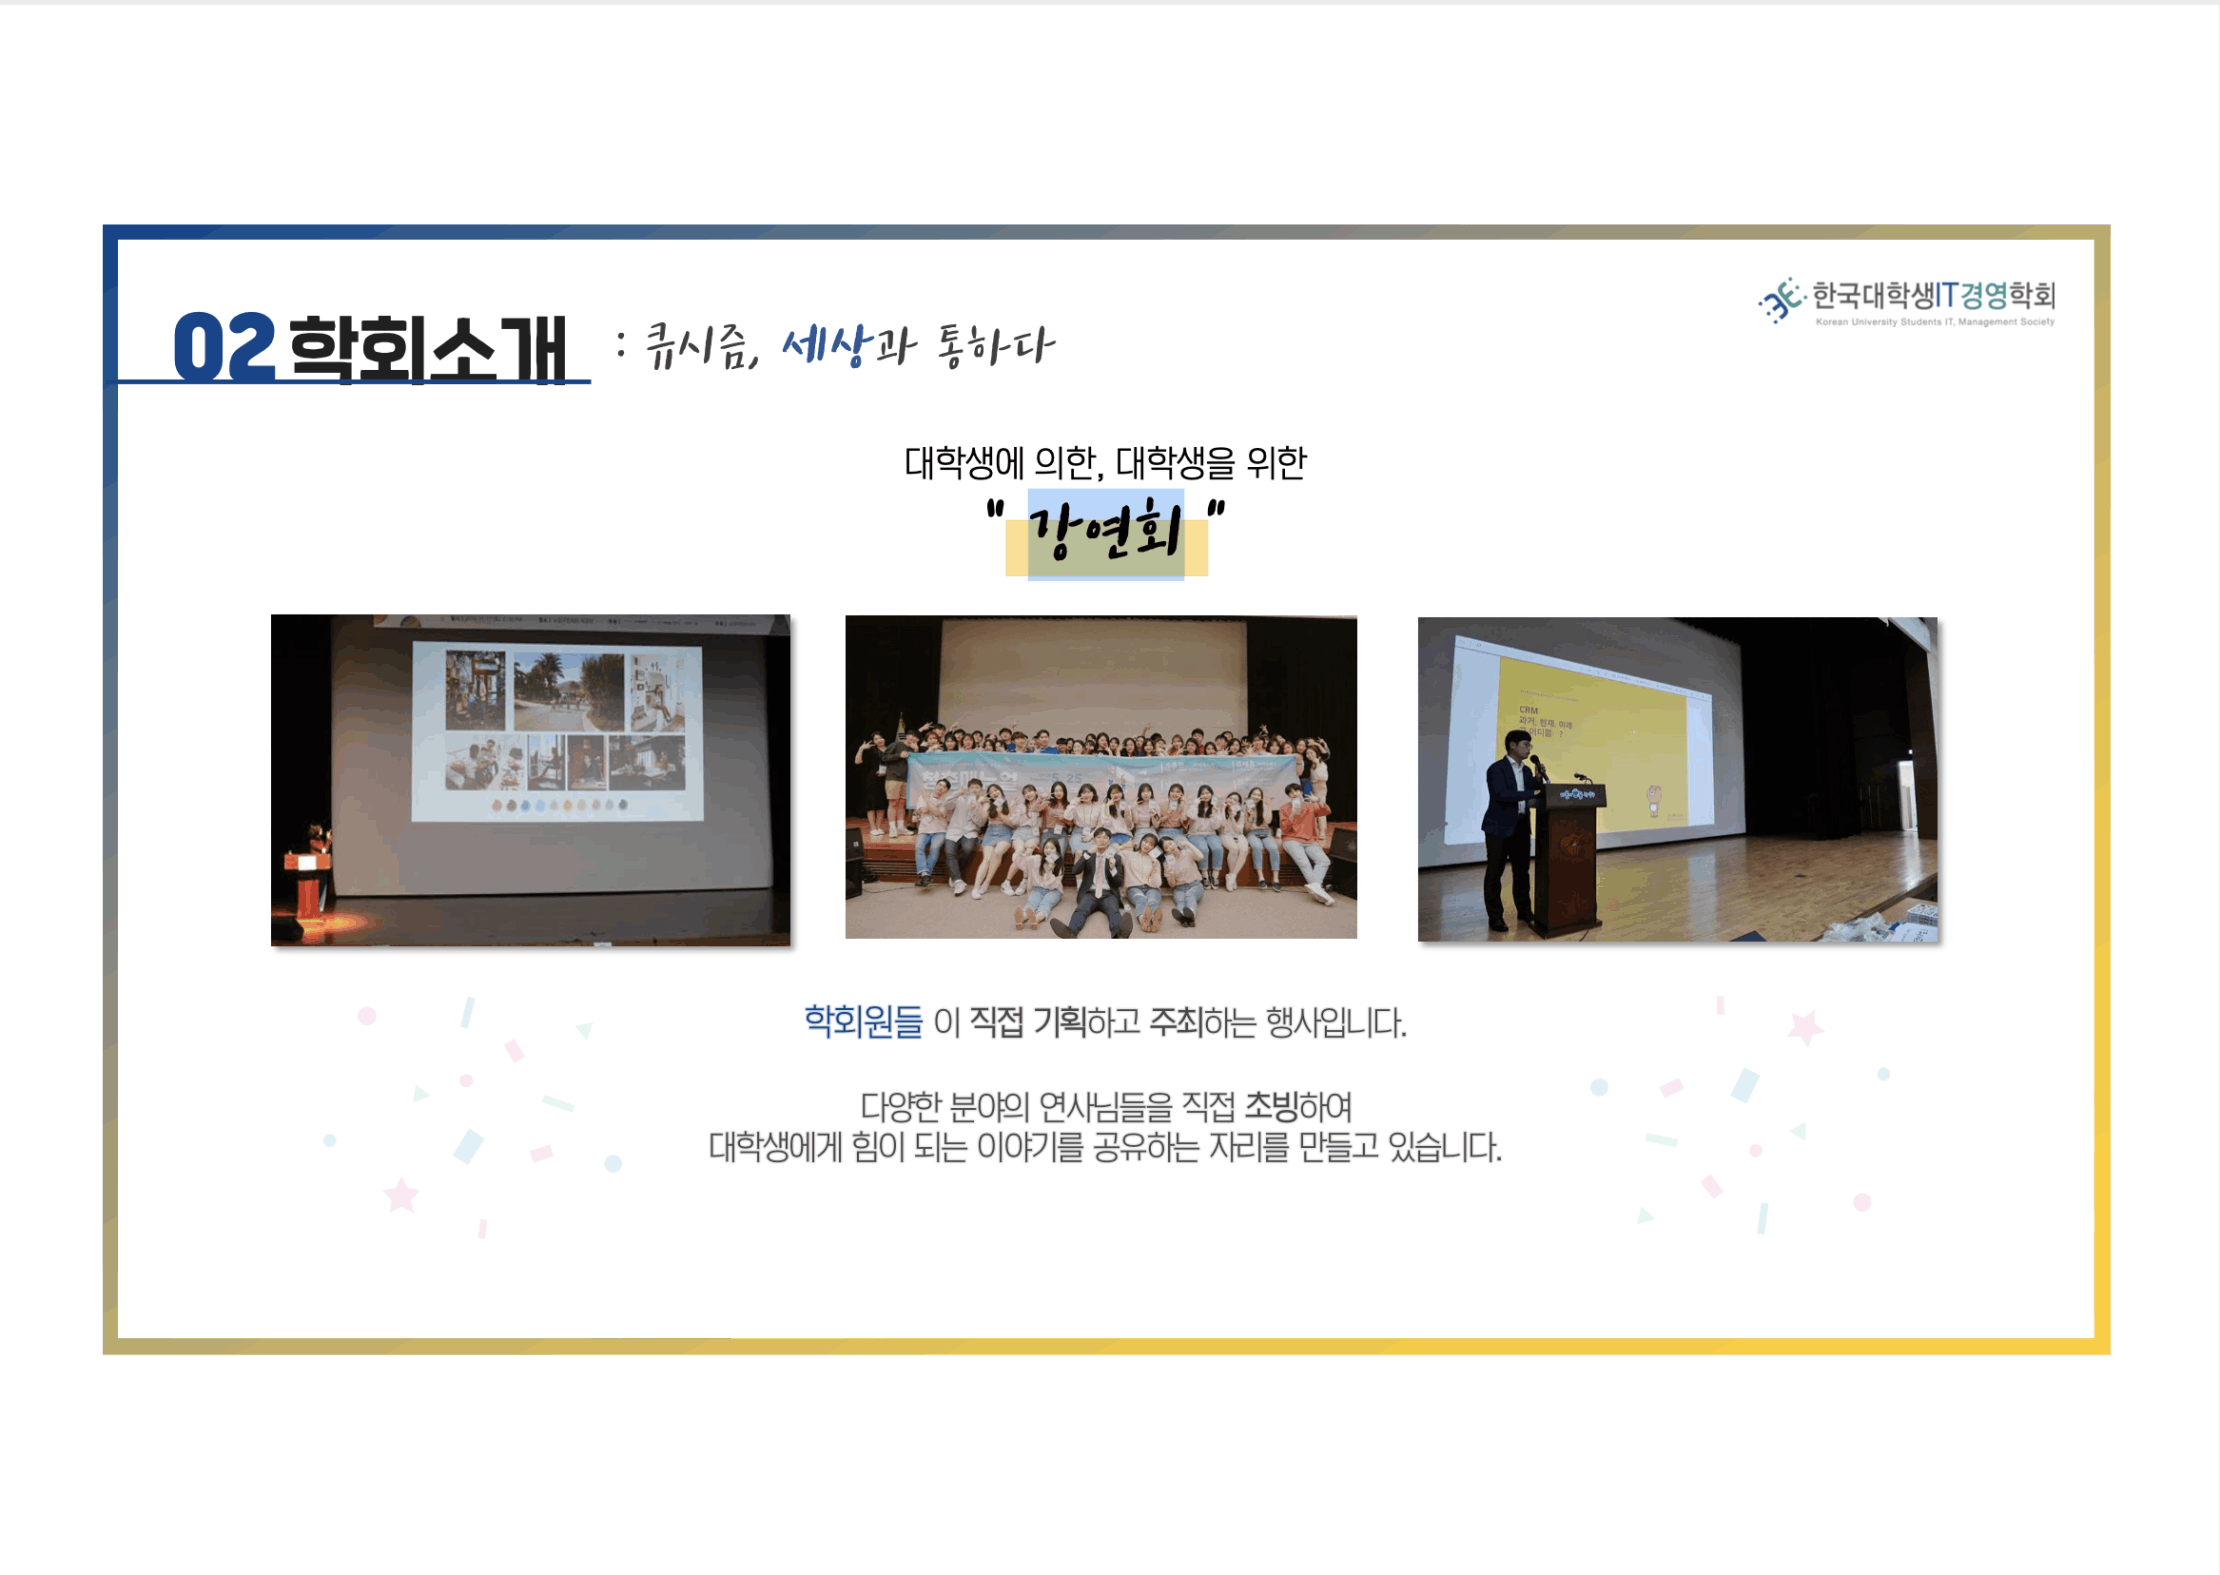 02 학회소개 : 큐시즘, 세상과 통하다
한국대학생IT경영학회
Korean University Students IT, Management Society
대학생에 의한, 대학생을 위한
" 강연회 "
5. 25
CRM
과거, 현재, 미래
?
학회원들 이 직접 기획하고 주최하는 행사입니다.
다양한 분야의 연사님들을 직접 초빙하여
대학생에게 힘이 되는 이야기를 공유하는 자리를 만들고 있습니다.